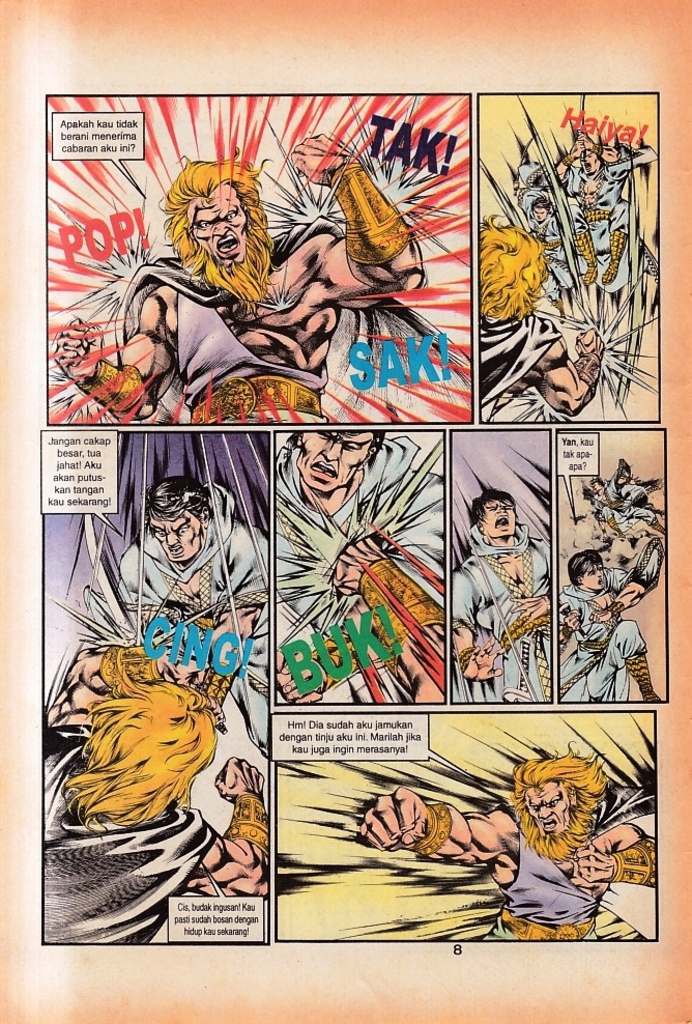 Apakah kau tidak
berani menerima
cabaran aku ini?
TAK!
POP!
SAK!
Haiya!
Jangan cakap
besar, tua
jahat! Aku
akan putus-
kan tangan
kau sekarang!
CING!
Cis, budak ingusan! Kau
pasti sudah bosan dengan
hidup kau sekarang!
BUK!
Yan, kau
tak apa-
apa?
Hm! Dia sudah aku jamukan
dengan tinju aku ini. Marilah jika
kau juga ingin merasanya!
8